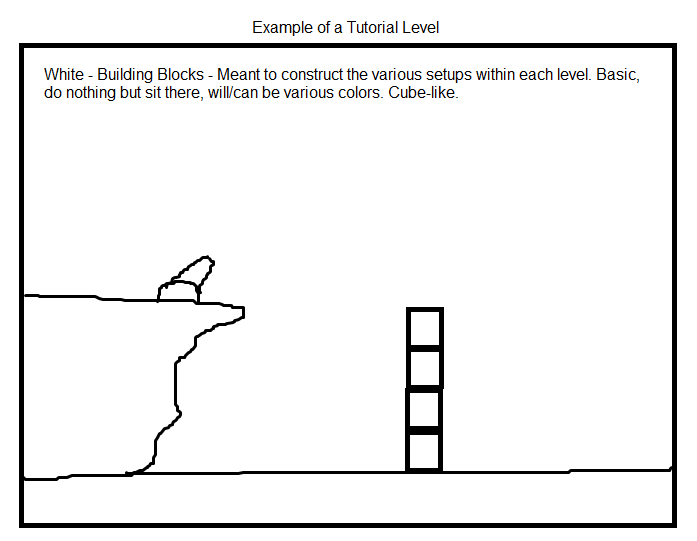 Example of a Tutorial Level
White - Building Blocks - Meant to construct the various setups within each level. Basic,
do nothing but sit there, will/can be various colors. Cube-like.